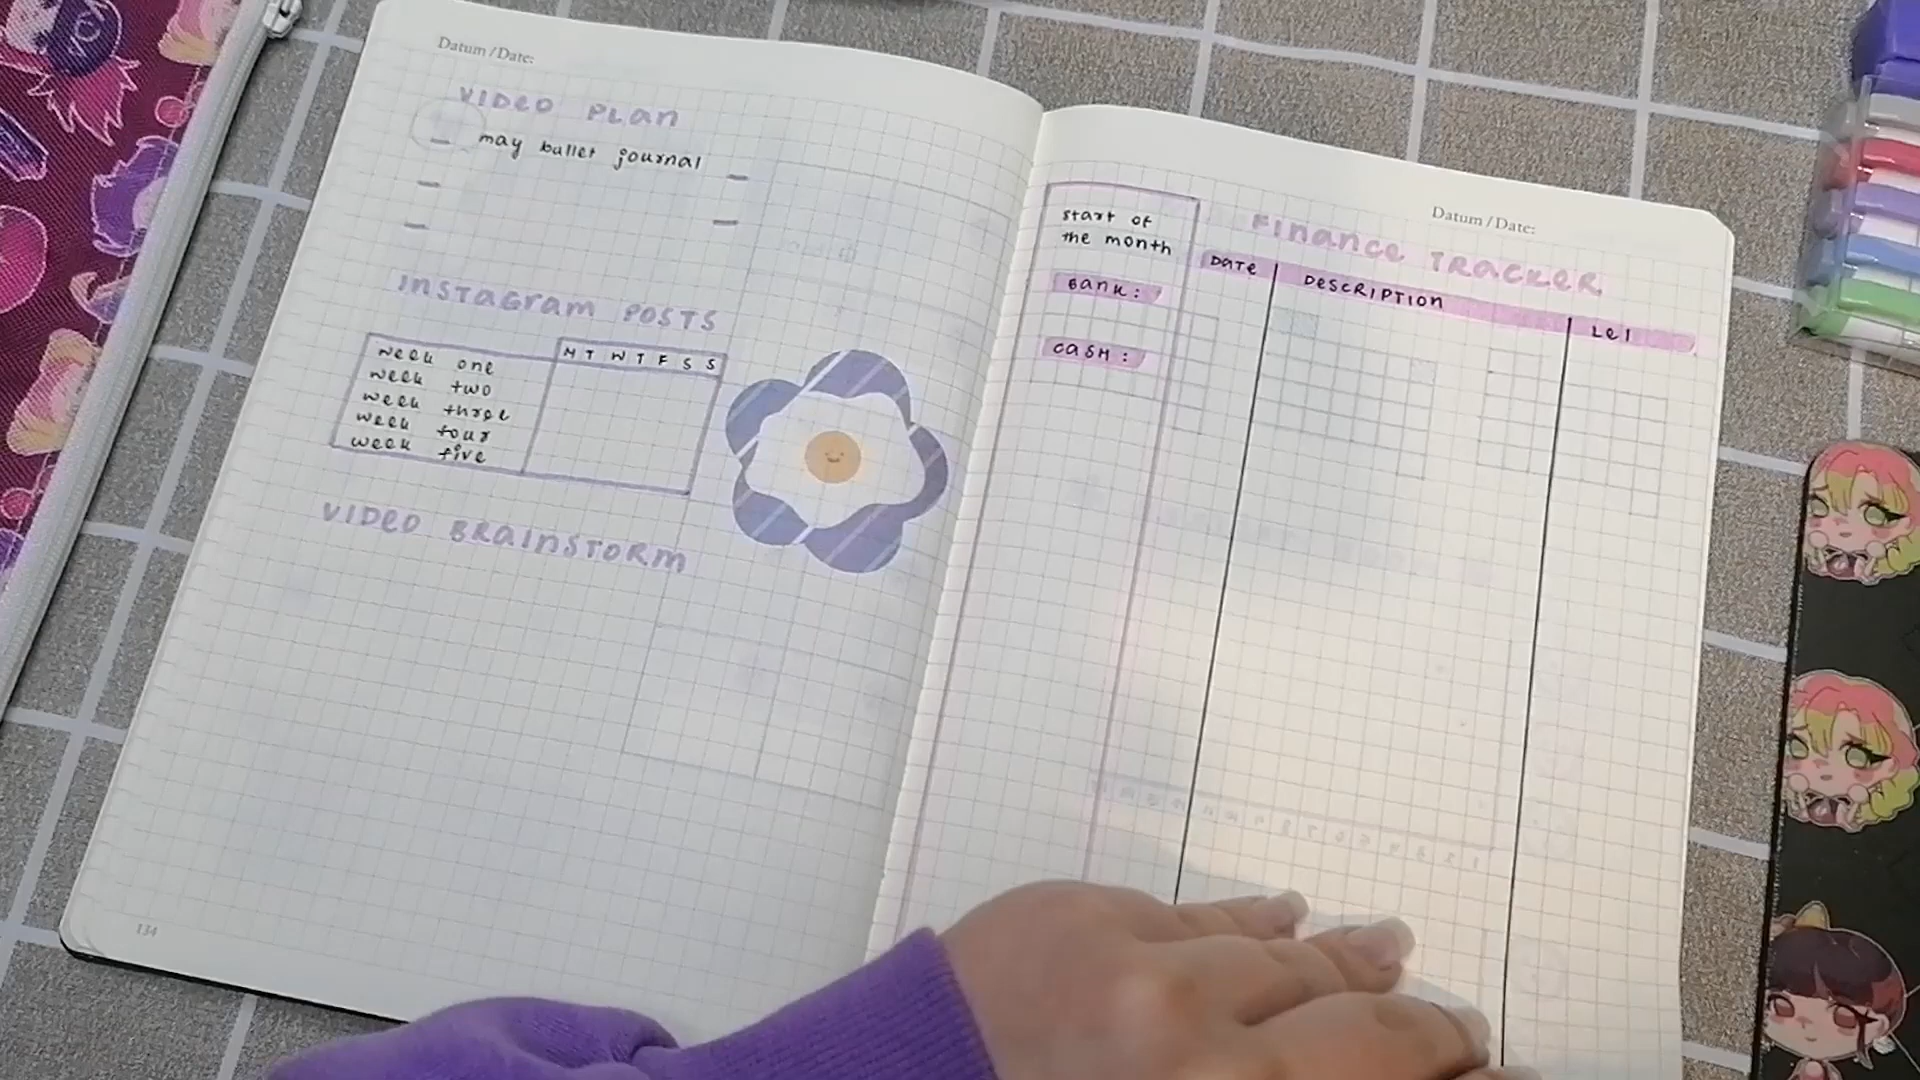 Datum/Date:
VIDEO PLAN
may bullet journal
INSTAGRAM POSTS
M T W T F S S
week one
week two
week three
week four
week five
VIDEO BRAINSTORM
134
Datum/Date:
FINANCE TRACKER
start of
the month
DATE
DESCRIPTION
LEI
BANK:
CASH: